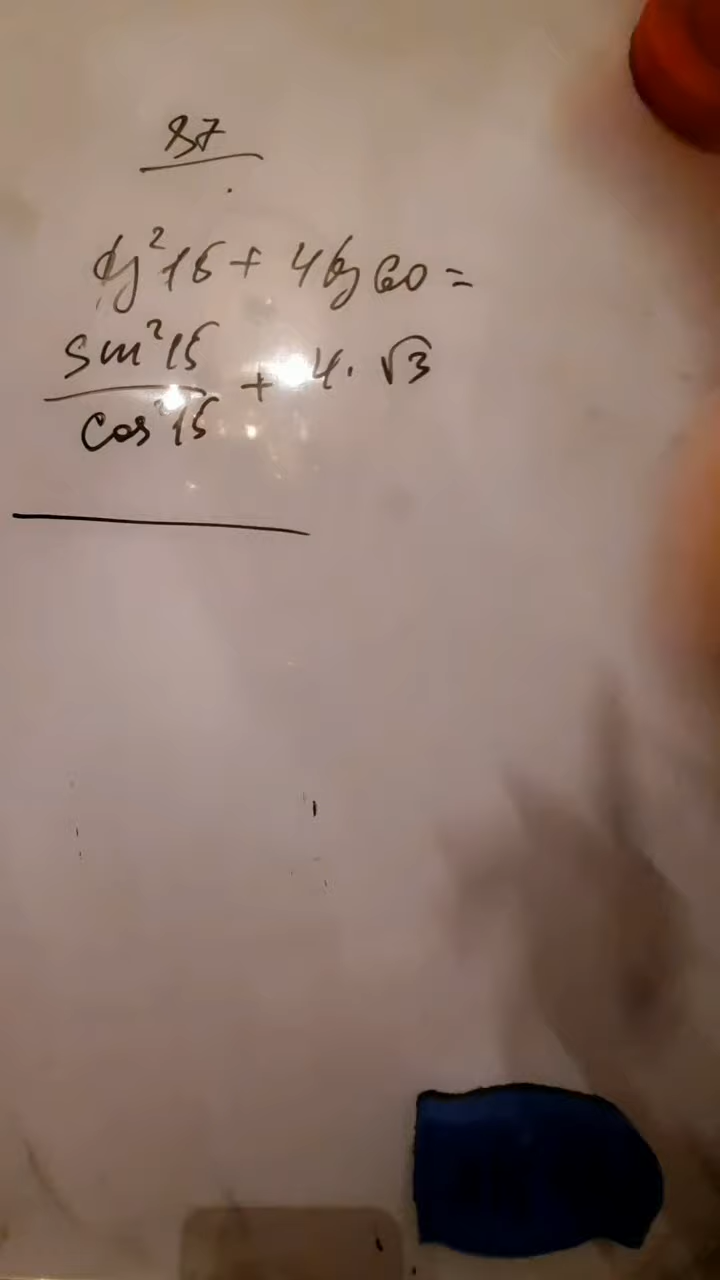 87
tg²15 + 4tg60 =
sin²15
cos²15 + 4·√3